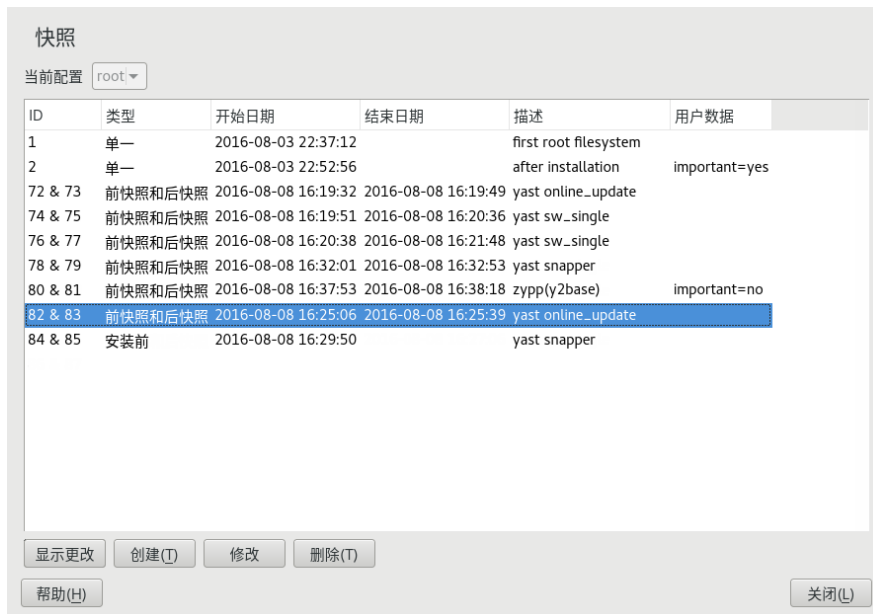 快照
当前配置 root
ID 类型 开始日期 结束日期 描述 用户数据
1 单一 2016-08-03 22:37:12 first root filesystem
2 单一 2016-08-03 22:52:56 after installation important=yes
72 & 73 前快照和后快照 2016-08-08 16:19:32 2016-08-08 16:19:49 yast online_update
74 & 75 前快照和后快照 2016-08-08 16:19:51 2016-08-08 16:20:36 yast sw_single
76 & 77 前快照和后快照 2016-08-08 16:20:38 2016-08-08 16:21:48 yast sw_single
78 & 79 前快照和后快照 2016-08-08 16:32:01 2016-08-08 16:32:53 yast snapper
80 & 81 前快照和后快照 2016-08-08 16:37:53 2016-08-08 16:38:18 zypp(y2base) important=no
82 & 83 前快照和后快照 2016-08-08 16:25:06 2016-08-08 16:25:39 yast online_update
84 & 85 安装前 2016-08-08 16:29:50 yast snapper
显示更改 创建(T) 修改 删除(T)
帮助(H) 关闭(L)